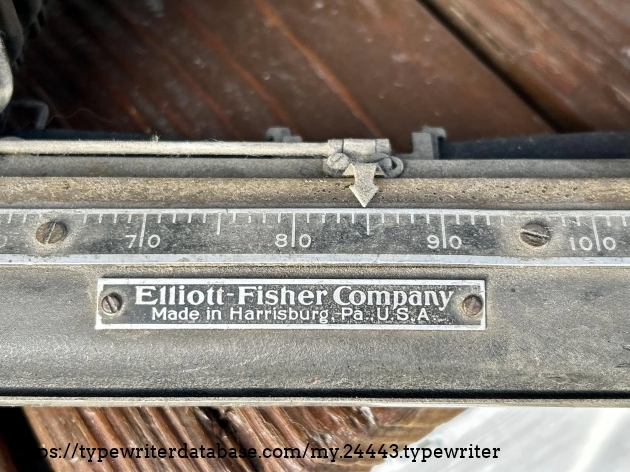 70 80 90 100
Elliott-Fisher Company
Made in Harrisburg, Pa. U.S.A.
https://typewriterdatabase.com/my.24443.typewriter